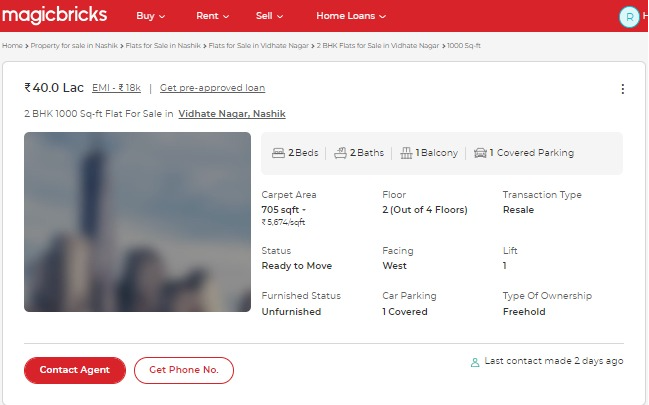 magicbricks Buy Rent Sell Home Loans R H
Home > Property for sale in Nashik > Flats for Sale in Nashik > Flats for Sale in Vidhate Nagar > 2 BHK Flats for Sale in Vidhate Nagar > 1000 Sq-ft
₹40.0 Lac EMI - ₹18k | Get pre-approved loan
2 BHK 1000 Sq-ft Flat For Sale in Vidhate Nagar, Nashik
2 Beds 2 Baths 1 Balcony 1 Covered Parking
Carpet Area Floor Transaction Type
705 sqft - 2 (Out of 4 Floors) Resale
₹5,674/sqft
Status Facing Lift
Ready to Move West 1
Furnished Status Car Parking Type Of Ownership
Unfurnished 1 Covered Freehold
Contact Agent Get Phone No. Last contact made 2 days ago